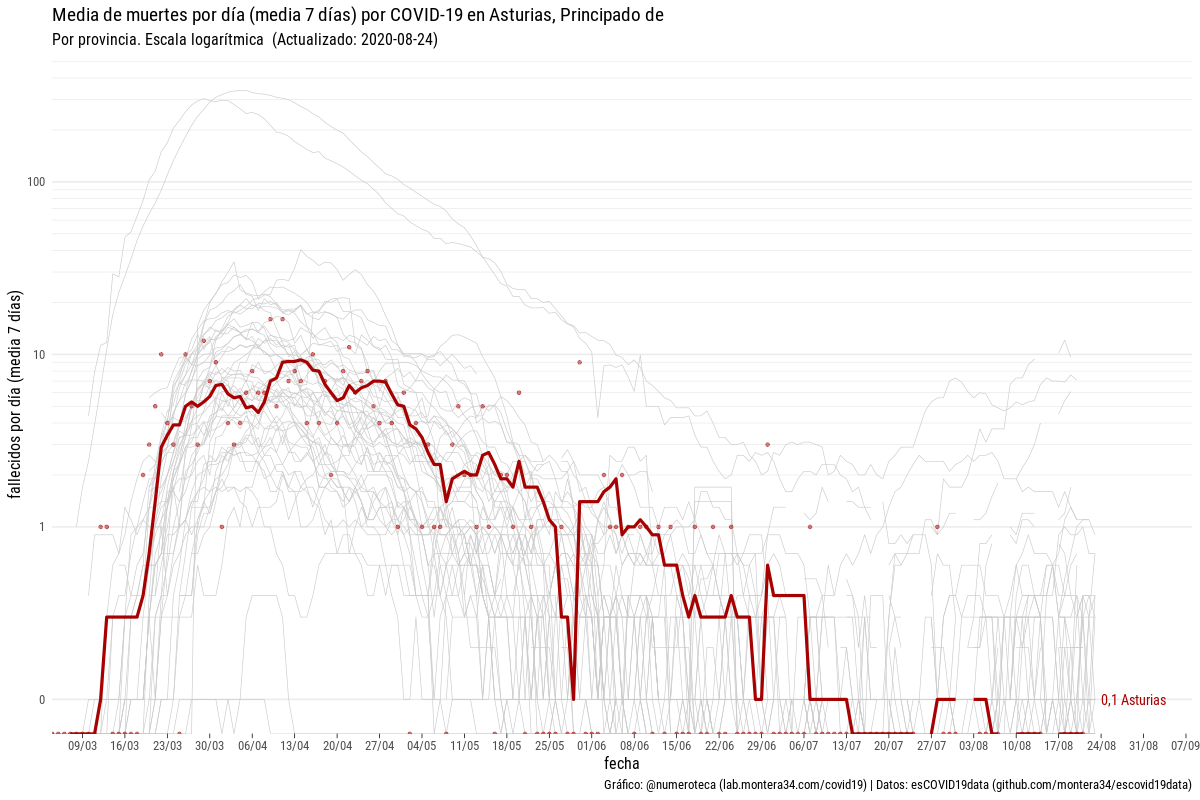 Media de muertes por día (media 7 días) por COVID-19 en Asturias, Principado de
Por provincia. Escala logarítmica (Actualizado: 2020-08-24)
fallecidos por día (media 7 días)
100
10
1
0
0,1 Asturias
09/03 16/03 23/03 30/03 06/04 13/04 20/04 27/04 04/05 11/05 18/05 25/05 01/06 08/06 15/06 22/06 29/06 06/07 13/07 20/07 27/07 03/08 10/08 17/08 24/08 31/08 07/09
fecha
Gráfico: @numeroteca (lab.montera34.com/covid19) | Datos: esCOVID19data (github.com/montera34/escovid19data)